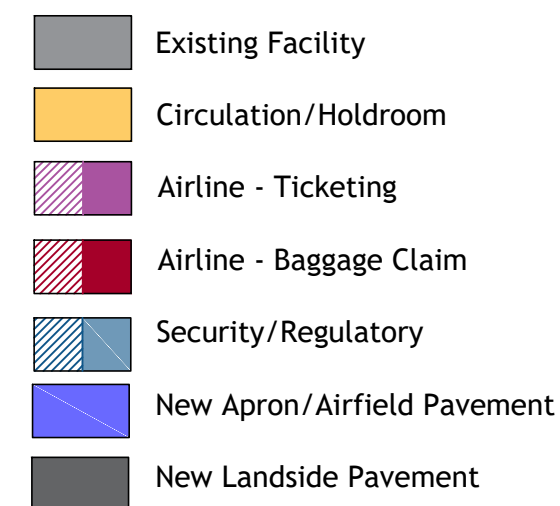 Existing Facility
Circulation/Holdroom
Airline - Ticketing
Airline - Baggage Claim
Security/Regulatory
New Apron/Airfield Pavement
New Landside Pavement